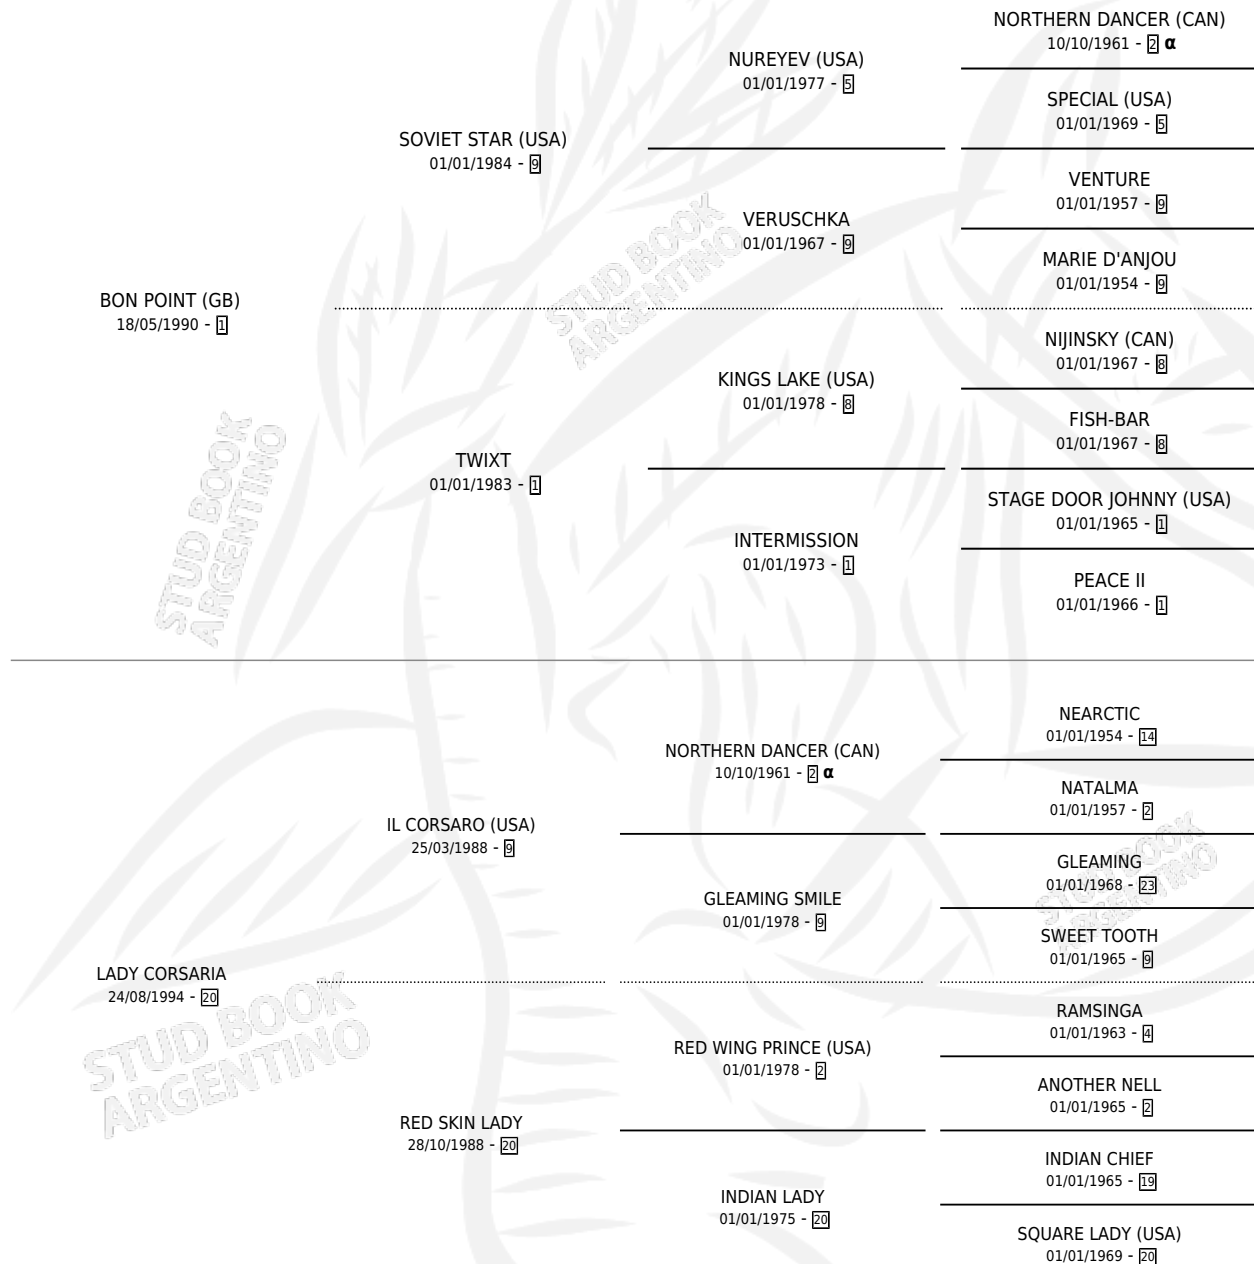 NORTHERN DANCER (CAN)
10/10/1961 - 2 α
NUREYEV (USA)
01/01/1977 - 5
SPECIAL (USA)
01/01/1969 - 5
SOVIET STAR (USA)
01/01/1984 - 9
VENTURE
01/01/1957 - 9
VERUSCHKA
01/01/1967 - 9
MARIE D'ANJOU
01/01/1954 - 9
BON POINT (GB)
18/05/1990 - 1
NIJINSKY (CAN)
01/01/1967 - 8
KINGS LAKE (USA)
01/01/1978 - 8
FISH-BAR
01/01/1967 - 8
TWIXT
01/01/1983 - 1
STAGE DOOR JOHNNY (USA)
01/01/1965 - 1
INTERMISSION
01/01/1973 - 1
PEACE II
01/01/1966 - 1
STUD BOOK
ARGENTINO
STUD BOOK
ARGENTINO
NEARCTIC
01/01/1954 - 14
NORTHERN DANCER (CAN)
10/10/1961 - 2 α
NATALMA
01/01/1957 - 2
IL CORSARO (USA)
25/03/1988 - 9
GLEAMING
01/01/1968 - 23
GLEAMING SMILE
01/01/1978 - 9
SWEET TOOTH
01/01/1965 - 9
LADY CORSARIA
24/08/1994 - 20
RAMSINGA
01/01/1963 - 4
RED WING PRINCE (USA)
01/01/1978 - 2
ANOTHER NELL
01/01/1965 - 2
RED SKIN LADY
28/10/1988 - 20
INDIAN CHIEF
01/01/1965 - 19
INDIAN LADY
01/01/1975 - 20
SQUARE LADY (USA)
01/01/1969 - 20
STUD BOOK
ARGENTINO
STUD BOOK
ARGENTINO